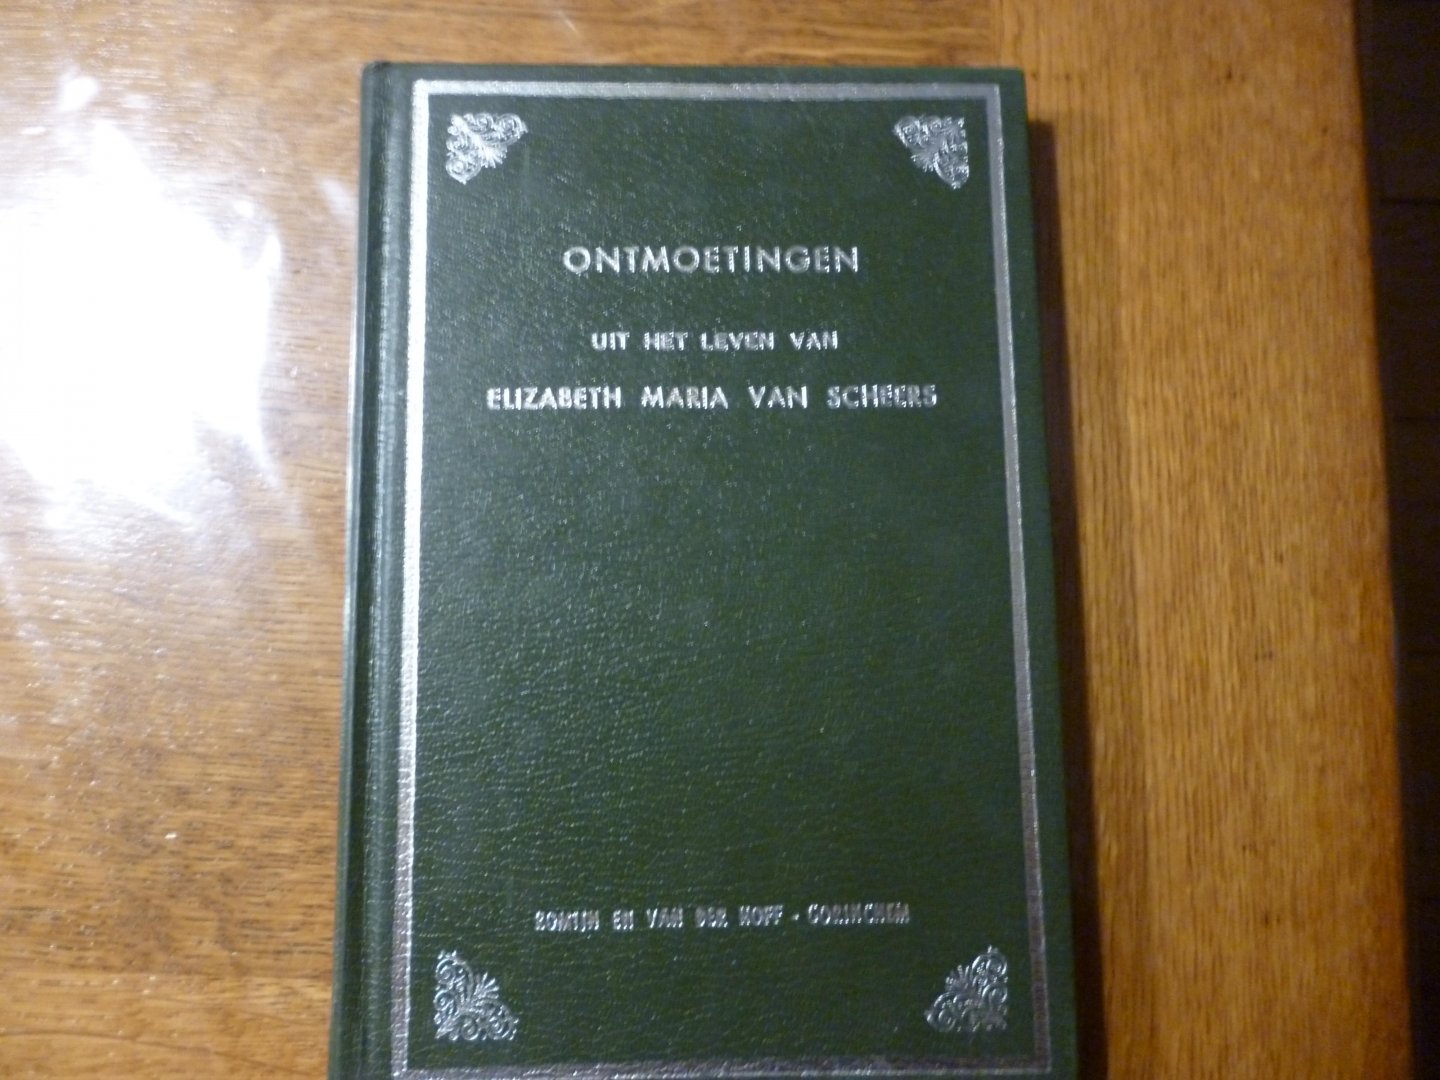 ONTMOETINGEN
UIT HET LEVEN VAN
ELIZABETH MARIA VAN SCHEERS
ROMIJN EN VAN DER HOFF - GORINCHEM